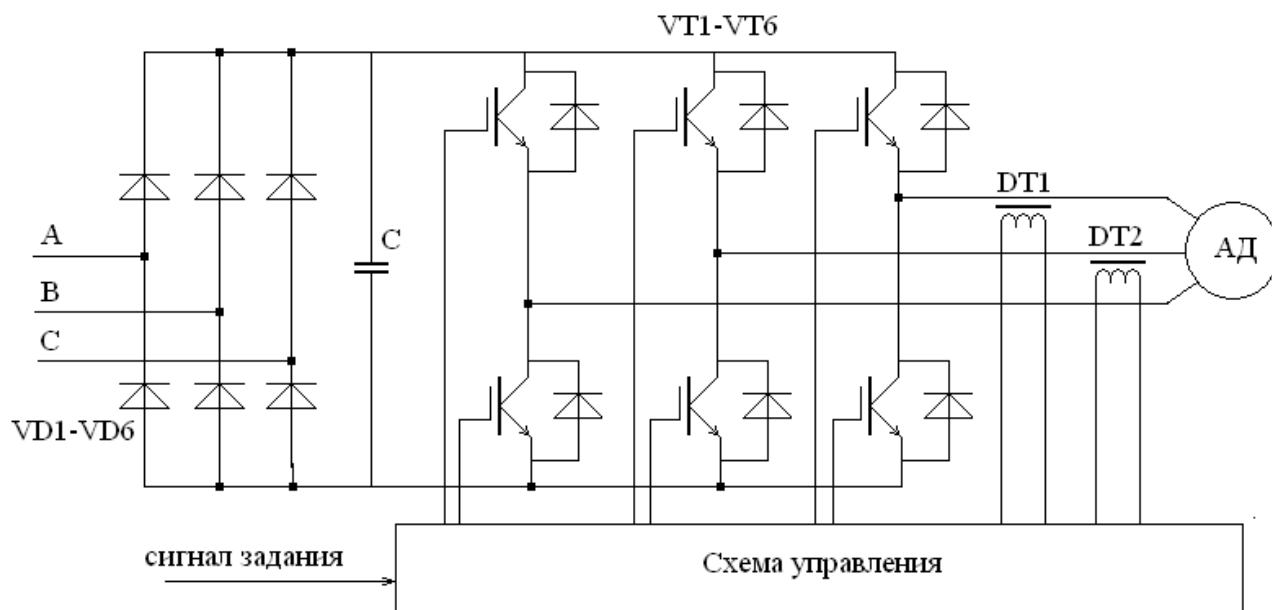 VT1-VT6
DT1
A
C
DT2
АД
B
C
VD1-VD6
сигнал задания
Схема управления